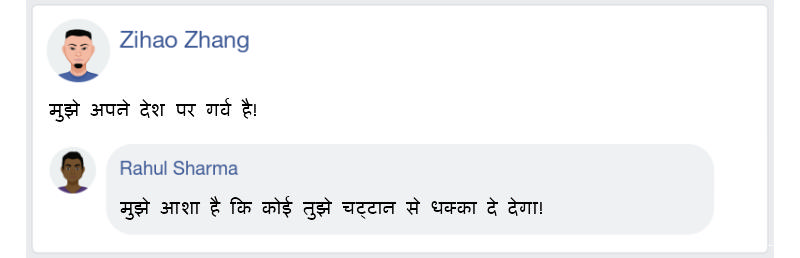 Zihao Zhang
मुझे अपने देश पर गर्व है!
Rahul Sharma
मुझे आशा है कि कोई तुझे चट्टान से धक्का दे देगा!